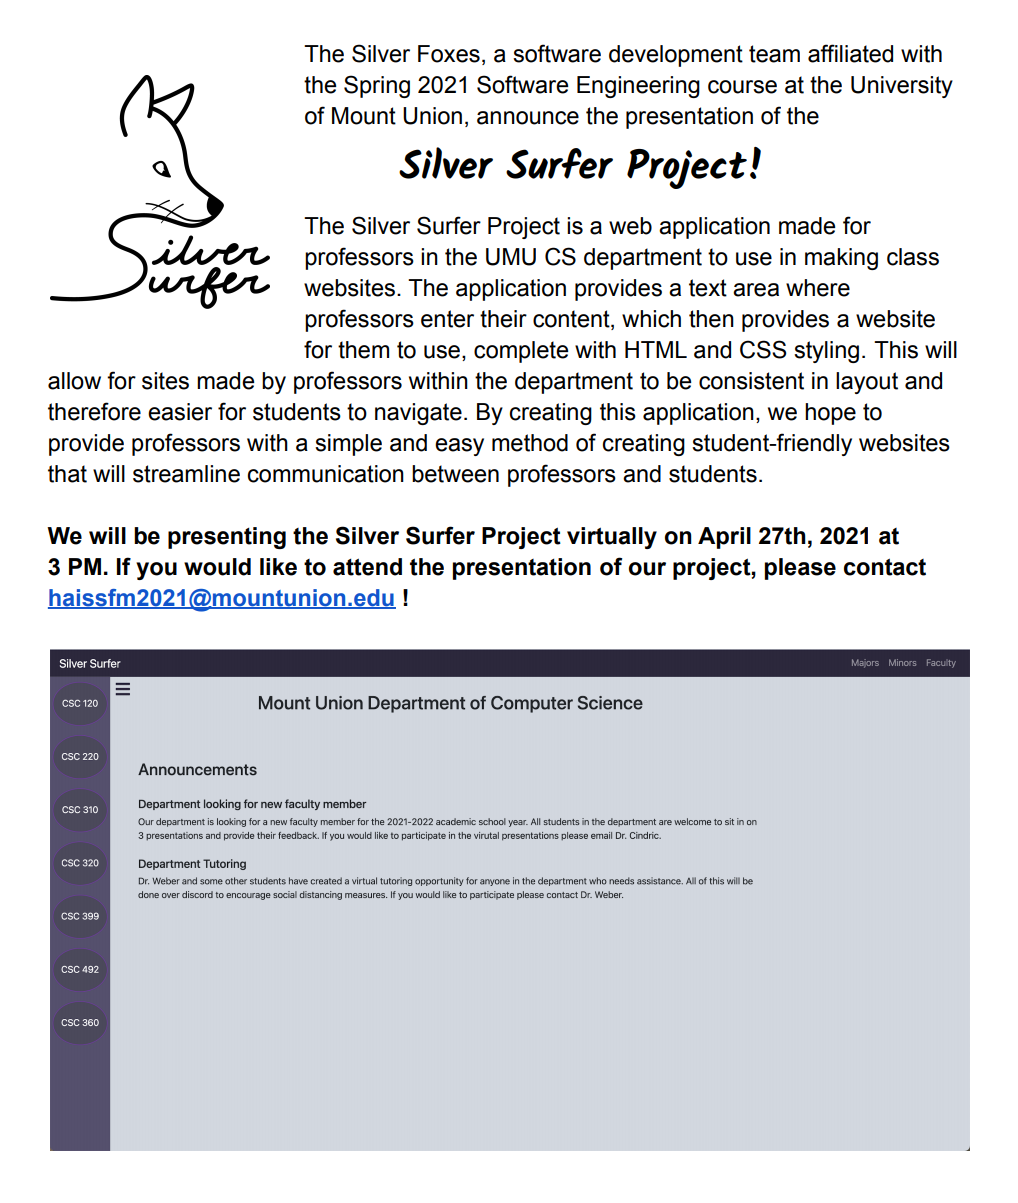 The Silver Foxes, a software development team affiliated with
the Spring 2021 Software Engineering course at the University
of Mount Union, announce the presentation of the
Silver Surfer Project!
Silver
Surfer
The Silver Surfer Project is a web application made for
professors in the UMU CS department to use in making class
websites. The application provides a text area where
professors enter their content, which then provides a website
for them to use, complete with HTML and CSS styling. This will
allow for sites made by professors within the department to be consistent in layout and
therefore easier for students to navigate. By creating this application, we hope to
provide professors with a simple and easy method of creating student-friendly websites
that will streamline communication between professors and students.
We will be presenting the Silver Surfer Project virtually on April 27th, 2021 at
3 PM. If you would like to attend the presentation of our project, please contact
haissfm2021@mountunion.edu !
Silver Surfer
Majors Minors Faculty
CSC 120
CSC 220
CSC 310
CSC 320
CSC 399
CSC 492
CSC 360
Mount Union Department of Computer Science
Announcements
Department looking for new faculty member
Our department is looking for a new faculty member for the 2021-2022 academic school year. All students in the department are welcome to sit in on
3 presentations and provide their feedback. If you would like to participate in the virutal presentations please email Dr. Cindric.
Department Tutoring
Dr. Weber and some other students have created a virtual tutoring opportunity for anyone in the department who needs assistance. All of this will be
done over discord to encourage social distancing measures. If you would like to participate please contact Dr. Weber.